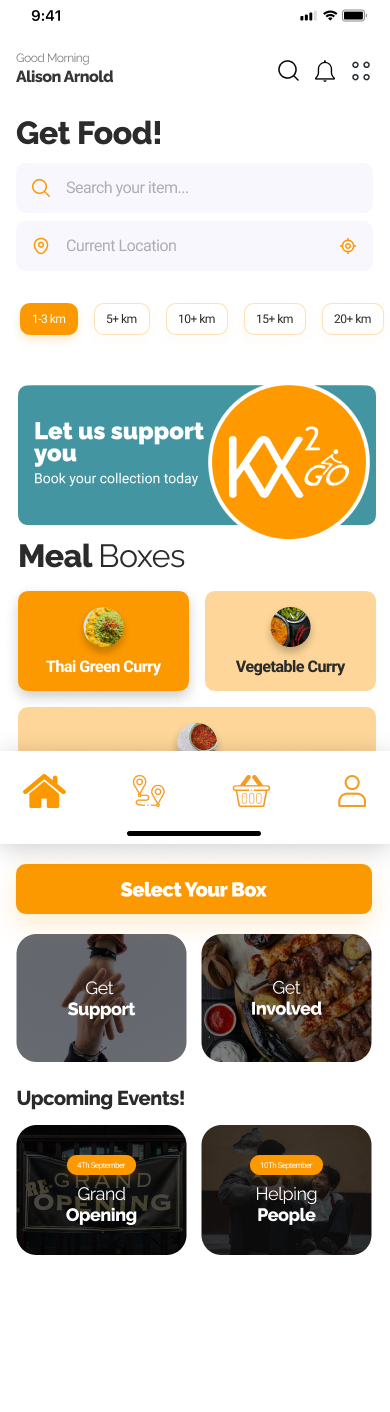 9:41
Good Morning
Alison Arnold
Get Food!
Search your item...
Current Location
1-3 km
5+ km
10+ km
15+ km
20+ km
Let us support
you
Book your collection today
KX2
GO
Meal Boxes
Thai Green Curry
Vegetable Curry
Select Your Box
Get
Support
Get
Involved
Upcoming Events!
RE-GRAND
OPENING
4Th September
Grand
Opening
10Th September
Helping
People